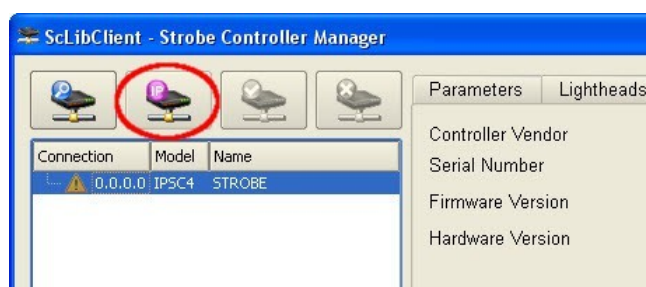 ScLibClient - Strobe Controller Manager
IP
Parameters Lightheads
Connection Model Name
0.0.0.0 IPSC4 STROBE
Controller Vendor
Serial Number
Firmware Version
Hardware Version